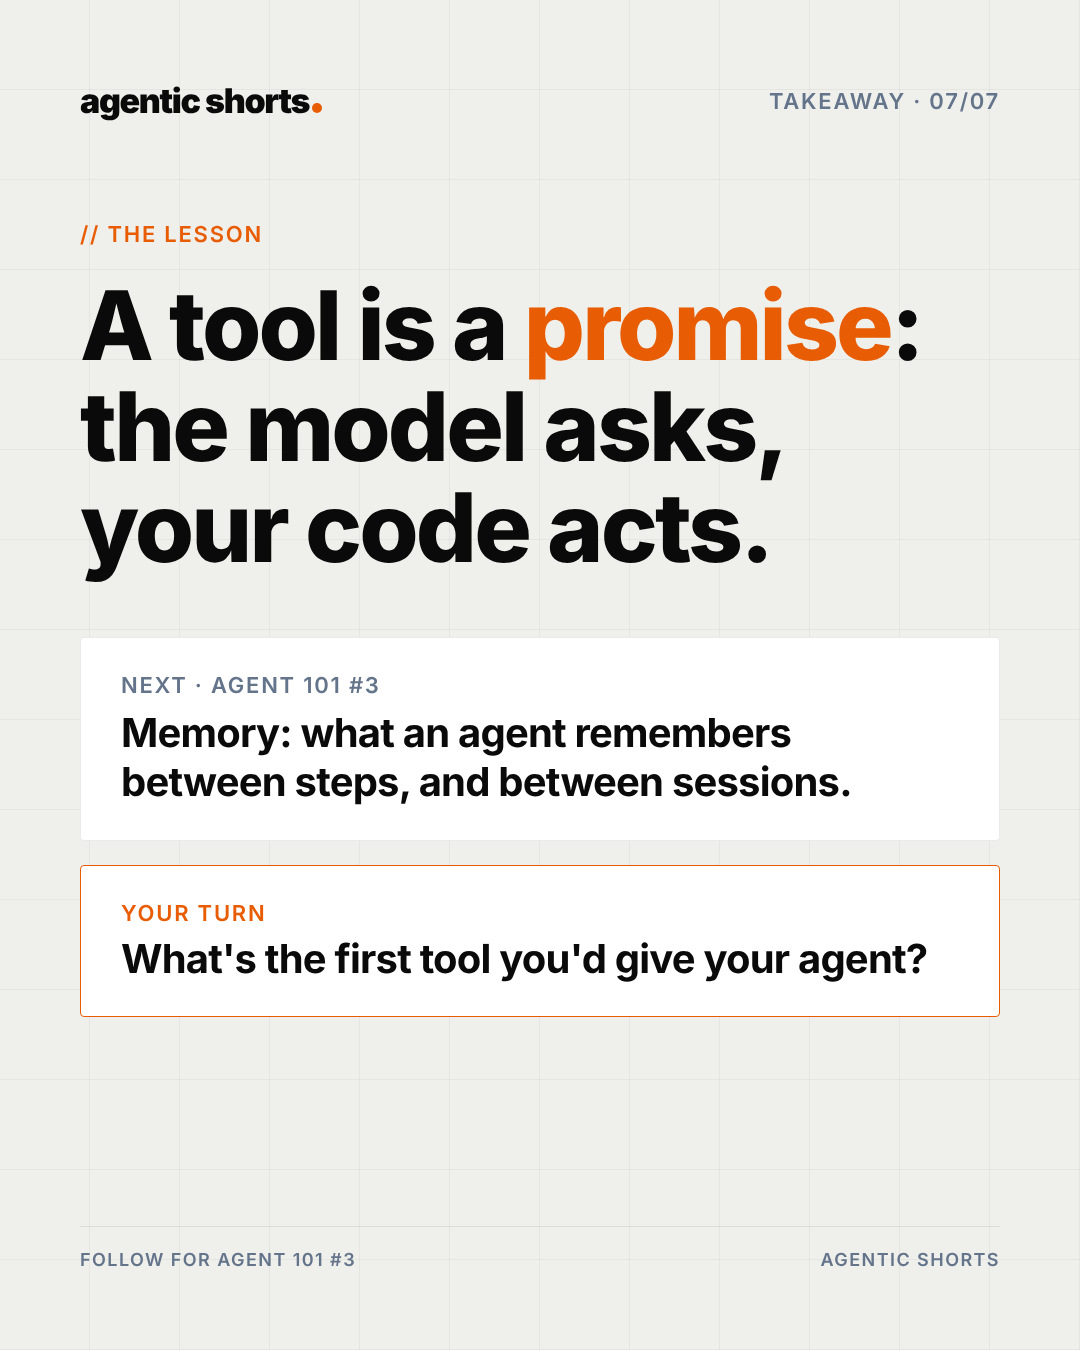 agentic shorts.
TAKEAWAY · 07/07
// THE LESSON
A tool is a promise:
the model asks,
your code acts.
NEXT · AGENT 101 #3
Memory: what an agent remembers
between steps, and between sessions.
YOUR TURN
What's the first tool you'd give your agent?
FOLLOW FOR AGENT 101 #3
AGENTIC SHORTS